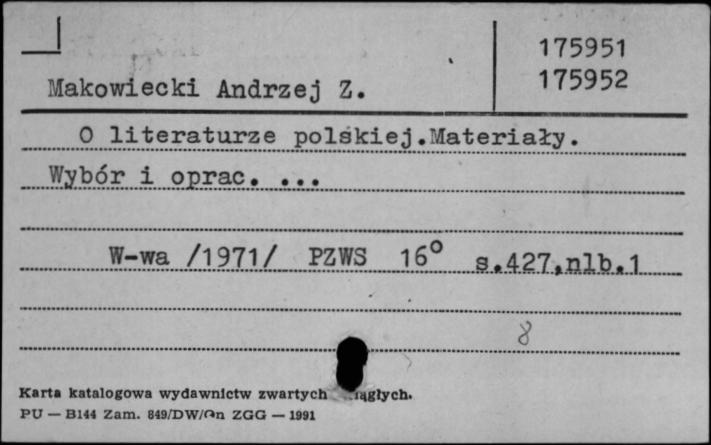 175951
175952
Makowiecki Andrzej Z.
O literaturze polskiej.Materiały.
Wybór i oprac. ...
W-wa /1971/ PZWS 16° s.427,nlb.1
8
Karta katalogowa wydawnictw zwartych
PU — B144 Zam. 849/DW/On ZGG — 1991